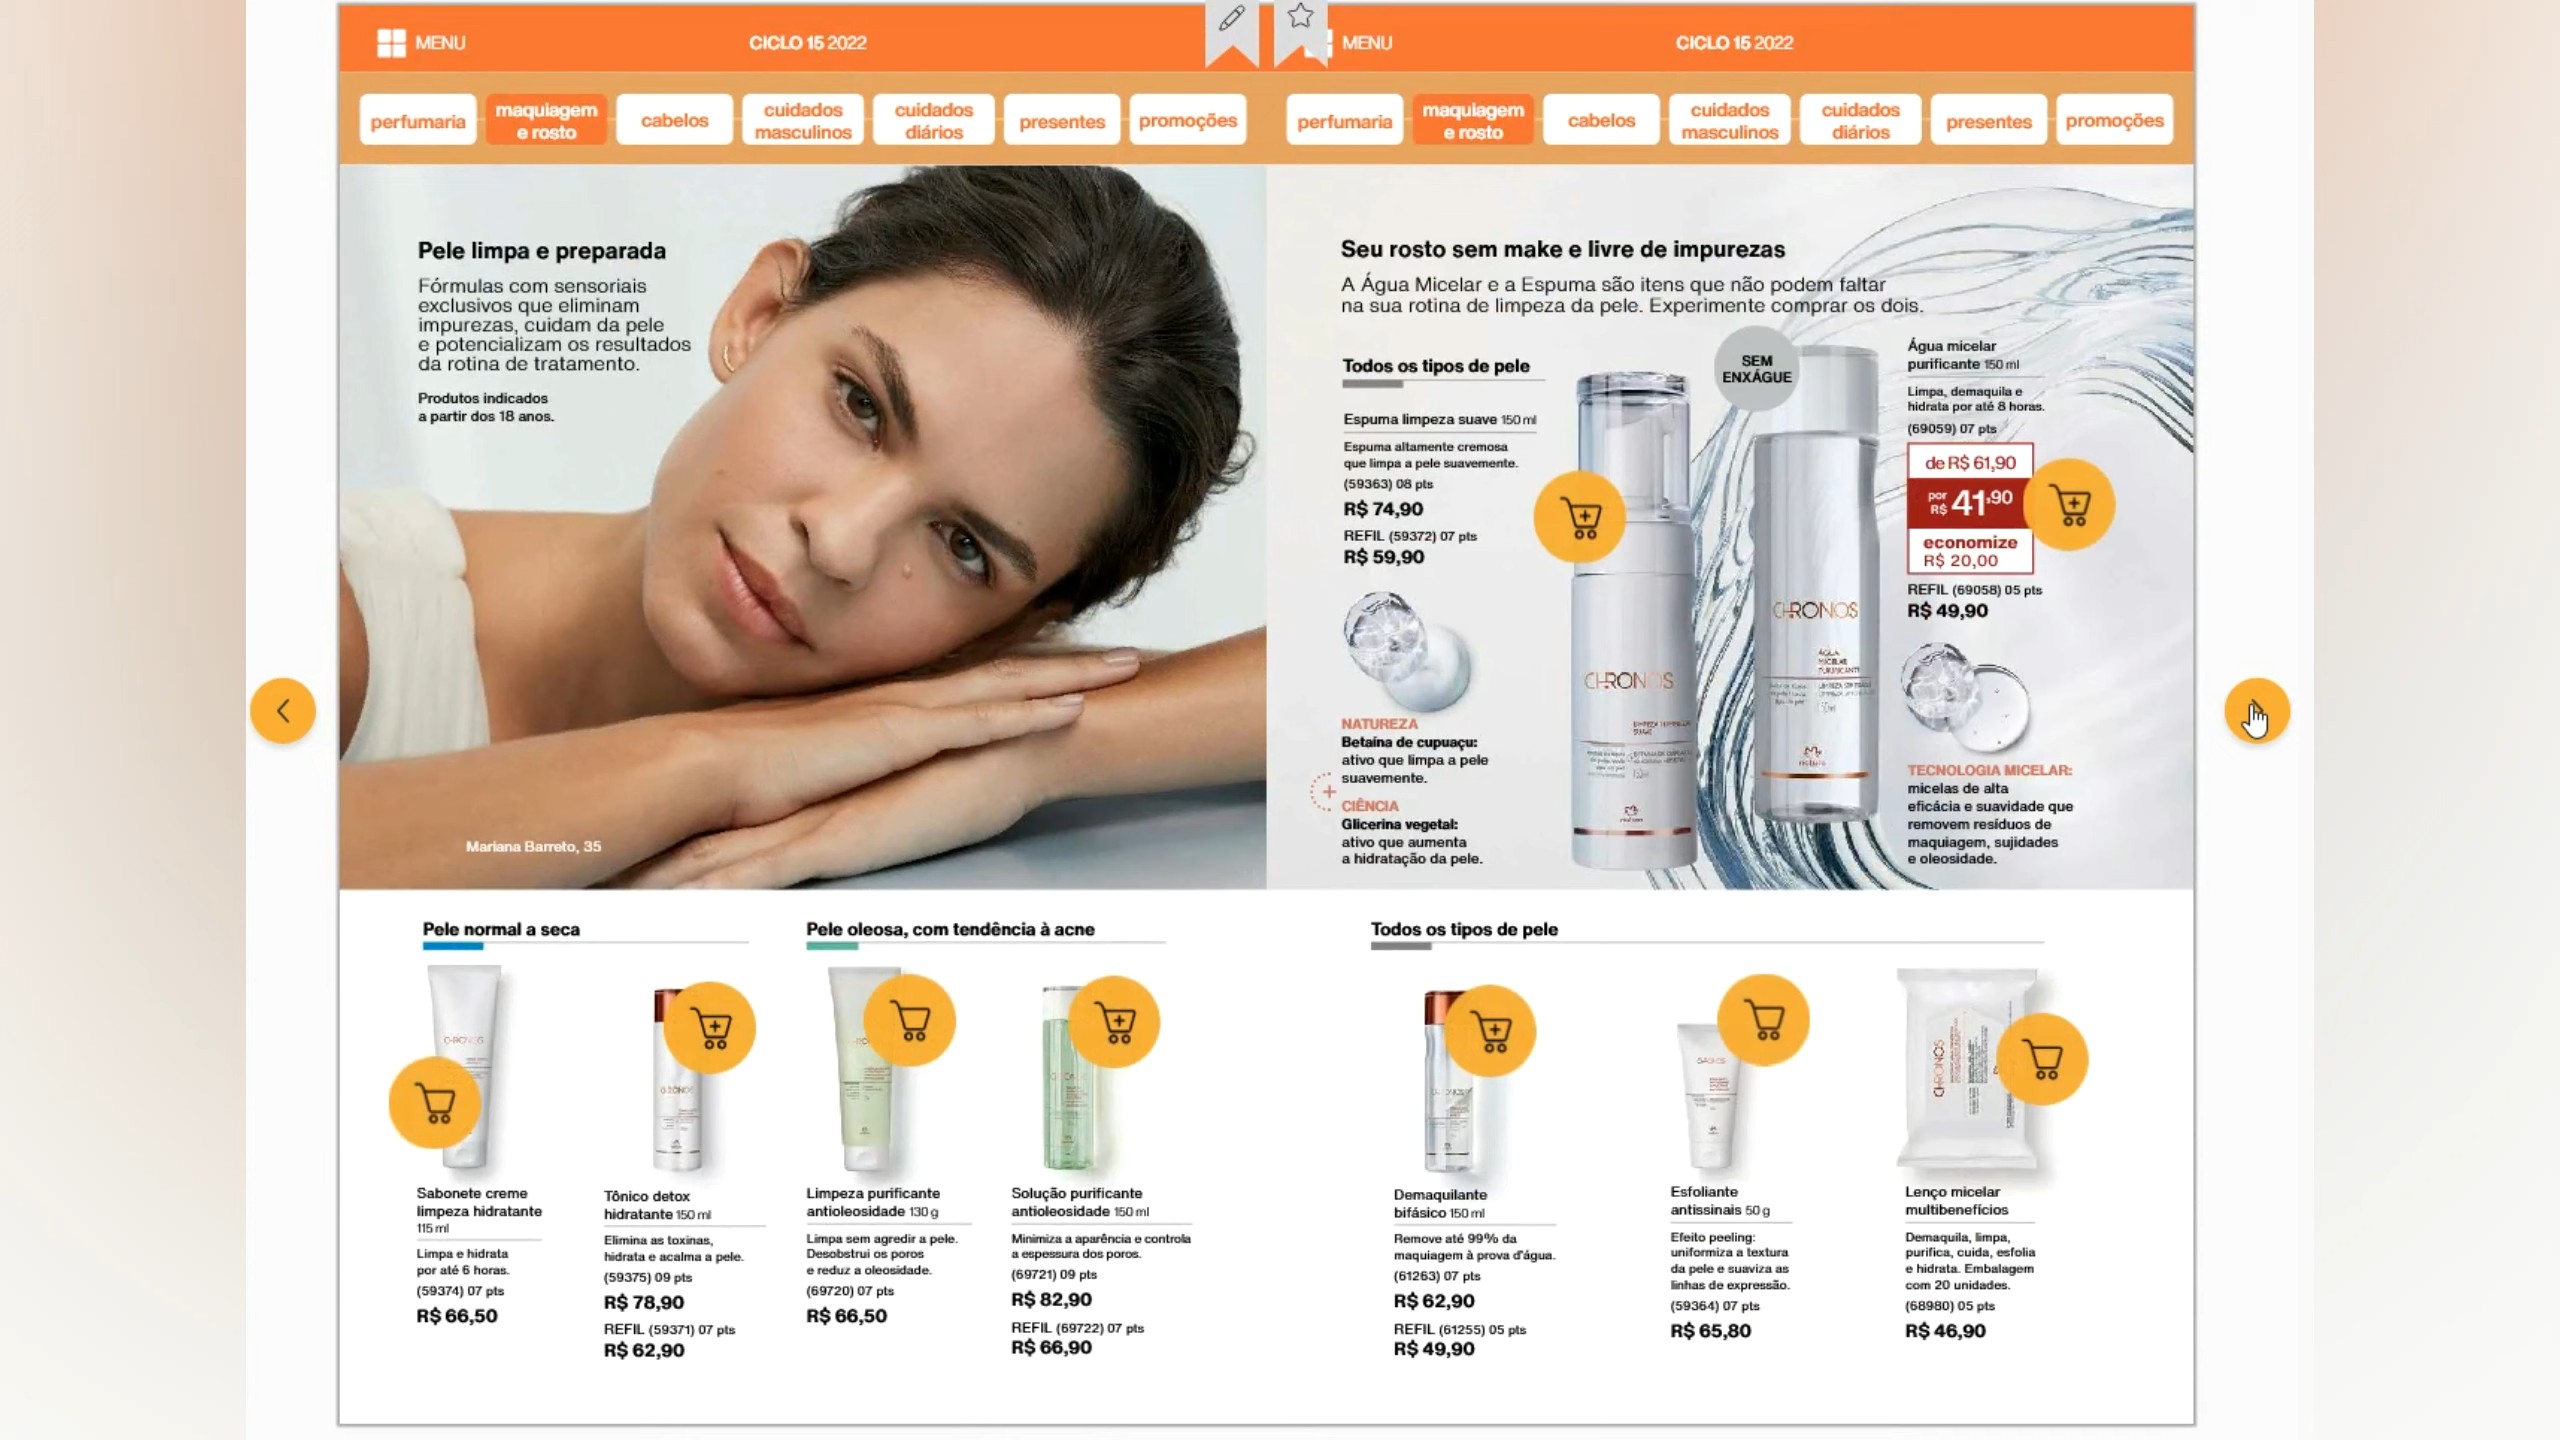 MENU
CICLO 15 2022
perfumaria
maquiagem
e rosto
cabelos
cuidados
masculinos
cuidados
diários
presentes
promoções
Pele limpa e preparada
Fórmulas com sensoriais
exclusivos que eliminam
impurezas, cuidam da pele
e potencializam os resultados
da rotina de tratamento.
Produtos indicados
a partir dos 18 anos.
Mariana Barreto, 35
Pele normal a seca
CHRONOS
Sabonete creme
limpeza hidratante
115 ml
Limpa e hidrata
por até 6 horas.
(59374) 07 pts
R$ 66,50
CHRONOS
Tônico detox
hidratante 150 ml
Elimina as toxinas,
hidrata e acalma a pele.
(59375) 09 pts
R$ 78,90
REFIL (59371) 07 pts
R$ 62,90
Pele oleosa, com tendência à acne
Limpeza purificante
antioleosidade 130 g
Limpa sem agredir a pele.
Desobstrui os poros
e reduz a oleosidade.
(69720) 07 pts
R$ 66,50
Solução purificante
antioleosidade 150 ml
Minimiza a aparência e controla
a espessura dos poros.
(69721) 09 pts
R$ 82,90
REFIL (69722) 07 pts
R$ 66,90
MENU
CICLO 15 2022
perfumaria
maquiagem
e rosto
cabelos
cuidados
masculinos
cuidados
diários
presentes
promoções
Seu rosto sem make e livre de impurezas
A Água Micelar e a Espuma são itens que não podem faltar
na sua rotina de limpeza da pele. Experimente comprar os dois.
Todos os tipos de pele
Espuma limpeza suave 150 ml
Espuma altamente cremosa
que limpa a pele suavemente.
(59363) 08 pts
R$ 74,90
REFIL (59372) 07 pts
R$ 59,90
NATUREZA
Betaína de cupuaçu:
ativo que limpa a pele
suavemente.
+
CIÊNCIA
Glicerina vegetal:
ativo que aumenta
a hidratação da pele.
CHRONOS
natura
SEM
ENXÁGUE
CHRONOS
ÁGUA
MICELAR
PURIFICANTE
natura
Água micelar
purificante 150 ml
Limpa, demaquila e
hidrata por até 8 horas.
(69059) 07 pts
de R$ 61,90
por
R$ 41,90
economize
R$ 20,00
REFIL (69058) 05 pts
R$ 49,90
TECNOLOGIA MICELAR:
micelas de alta
eficácia e suavidade que
removem resíduos de
maquiagem, sujidades
e oleosidade.
Todos os tipos de pele
CHRONOS
Demaquilante
bifásico 150 ml
Remove até 99% da
maquiagem à prova d'água.
(61263) 07 pts
R$ 62,90
REFIL (61255) 05 pts
R$ 49,90
CHRONOS
Esfoliante
antissinais 50 g
Efeito peeling:
uniformiza a textura
da pele e suaviza as
linhas de expressão.
(59364) 07 pts
R$ 65,80
CHRONOS
Lenço micelar
multibenefícios
Demaquila, limpa,
purifica, cuida, esfolia
e hidrata. Embalagem
com 20 unidades.
(68980) 05 pts
R$ 46,90